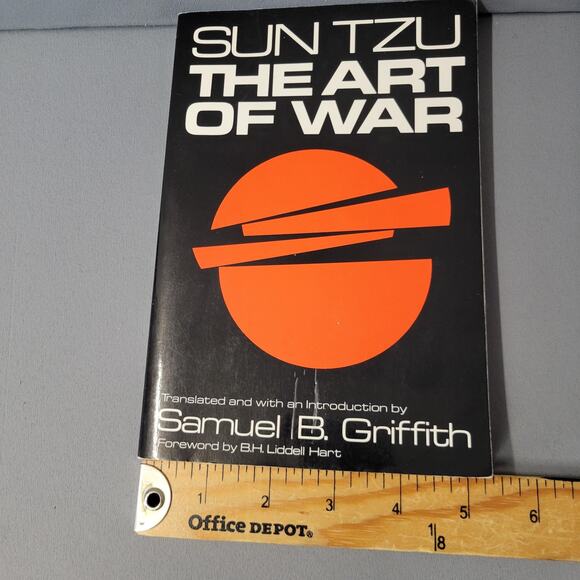 SUN TZU
THE ART
OF WAR
Translated and with an Introduction by
Samuel B. Griffith
Foreword by B.H. Liddell Hart
1 2 3 4 5 6
1/8
Office DEPOT®